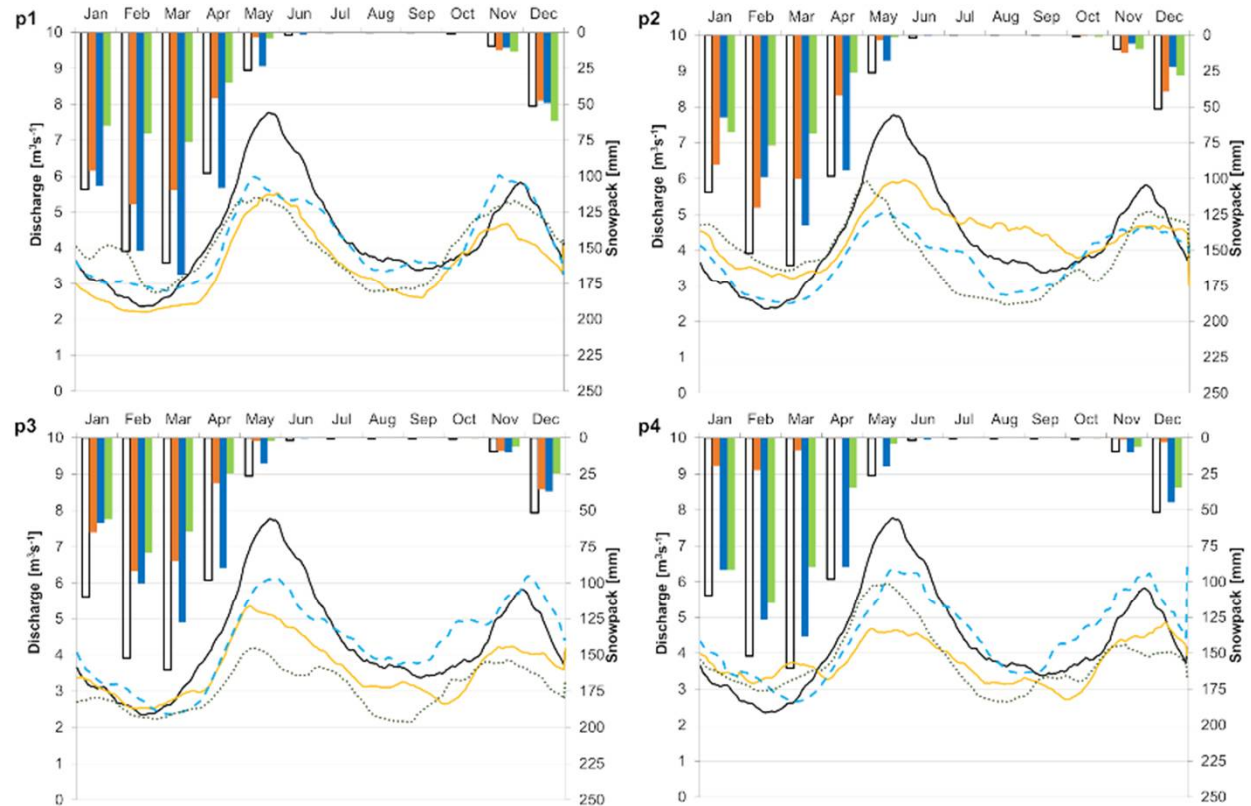 p1
Jan Feb Mar Apr May Jun Jul Aug Sep Oct Nov Dec
10 9 8 7 6 5 4 3 2 1 0
Discharge [m³s⁻¹]
0 25 50 75 100 125 150 175 200 225 250
Snowpack [mm]
p2
Jan Feb Mar Apr May Jun Jul Aug Sep Oct Nov Dec
10 9 8 7 6 5 4 3 2 1 0
Discharge [m³s⁻¹]
0 25 50 75 100 125 150 175 200 225 250
Snowpack [mm]
p3
Jan Feb Mar Apr May Jun Jul Aug Sep Oct Nov Dec
10 9 8 7 6 5 4 3 2 1 0
Discharge [m³s⁻¹]
0 25 50 75 100 125 150 175 200 225 250
Snowpack [mm]
p4
Jan Feb Mar Apr May Jun Jul Aug Sep Oct Nov Dec
10 9 8 7 6 5 4 3 2 1 0
Discharge [m³s⁻¹]
0 25 50 75 100 125 150 175 200 225 250
Snowpack [mm]